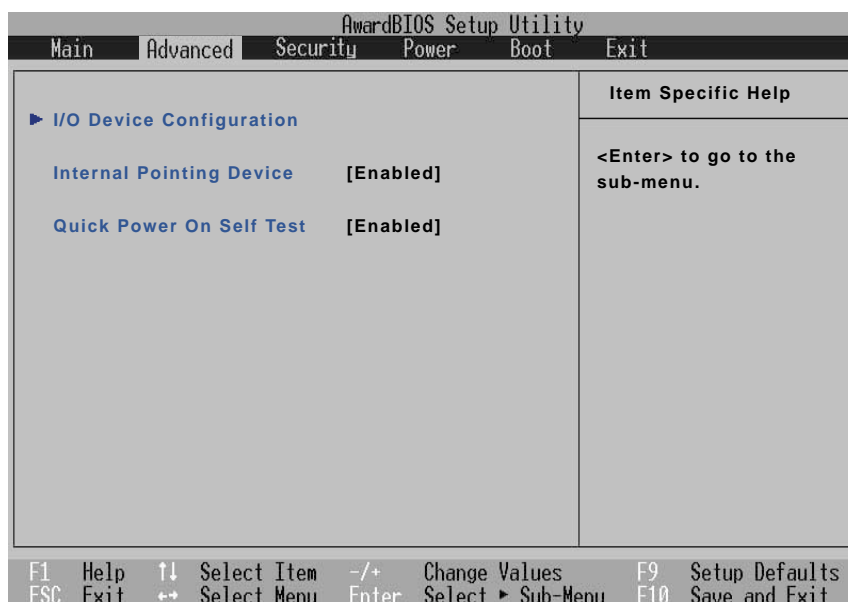 AwardBIOS Setup Utility
Main Advanced Security Power Boot Exit
▶ I/O Device Configuration
Internal Pointing Device [Enabled]
Quick Power On Self Test [Enabled]
Item Specific Help
<Enter> to go to the
sub-menu.
F1 Help ↑↓ Select Item -/+ Change Values F9 Setup Defaults
ESC Exit ←→ Select Menu Enter Select ▶ Sub-Menu F10 Save and Exit